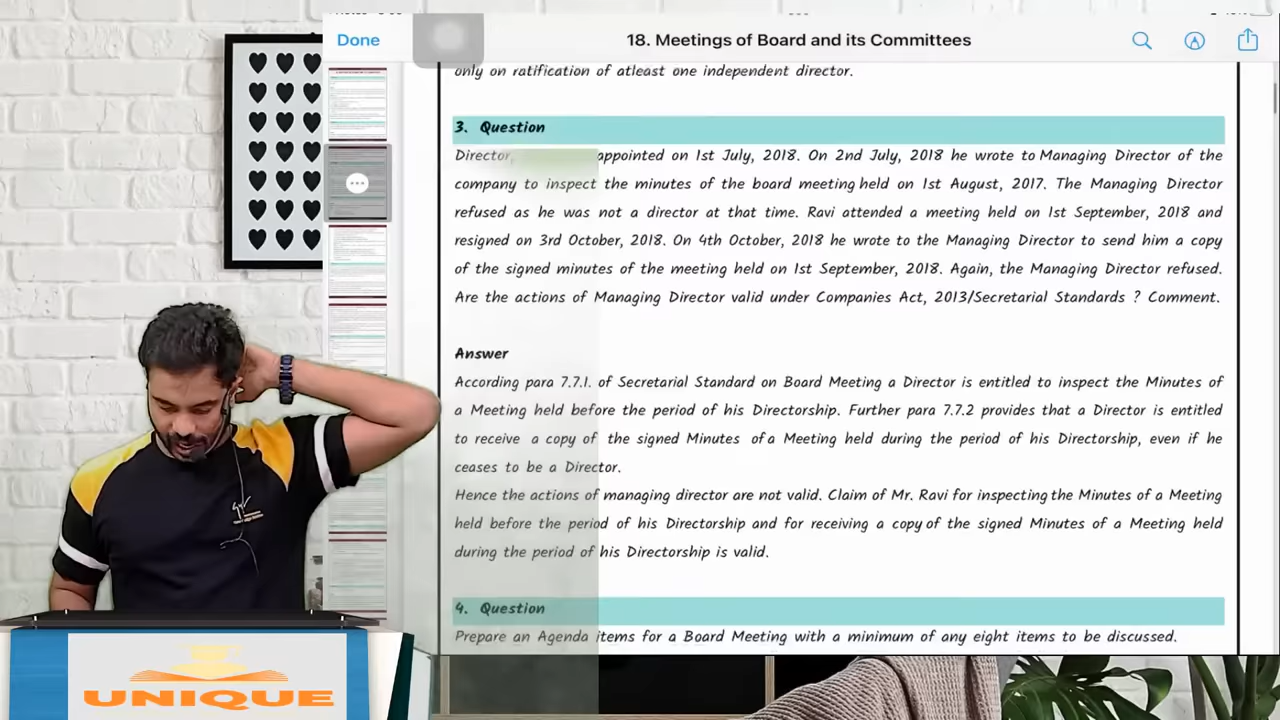 Done
18. Meetings of Board and its Committees
only on ratification of atleast one independent director.
3. Question
Director appointed on 1st July, 2018. On 2nd July, 2018 he wrote to Managing Director of the
company to inspect the minutes of the board meeting held on 1st August, 2017. The Managing Director
refused as he was not a director at that time. Ravi attended a meeting held on 1st September, 2018 and
resigned on 3rd October, 2018. On 4th October, 2018 he wrote to the Managing Director to send him a copy
of the signed minutes of the meeting held on 1st September, 2018. Again, the Managing Director refused.
Are the actions of Managing Director valid under Companies Act, 2013/Secretarial Standards ? Comment.
Answer
According para 7.7.1. of Secretarial Standard on Board Meeting a Director is entitled to inspect the Minutes of
a Meeting held before the period of his Directorship. Further para 7.7.2 provides that a Director is entitled
to receive a copy of the signed Minutes of a Meeting held during the period of his Directorship, even if he
ceases to be a Director.
Hence the actions of managing director are not valid. Claim of Mr. Ravi for inspecting the Minutes of a Meeting
held before the period of his Directorship and for receiving a copy of the signed Minutes of a Meeting held
during the period of his Directorship is valid.
4. Question
Prepare an Agenda items for a Board Meeting with a minimum of any eight items to be discussed.
UNIQUE